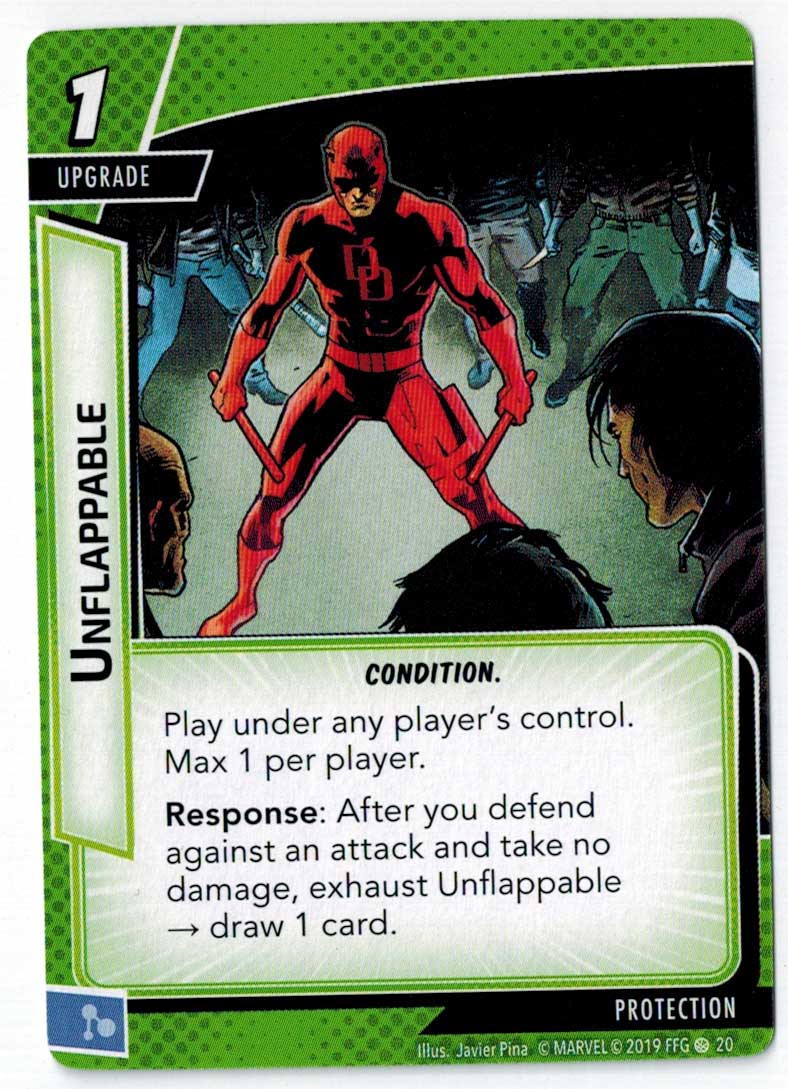 1
UPGRADE
UNFLAPPABLE
DD
CONDITION.
Play under any player's control.
Max 1 per player.
Response: After you defend
against an attack and take no
damage, exhaust Unflappable
→ draw 1 card.
PROTECTION
Illus. Javier Pina © MARVEL © 2019 FFG 20